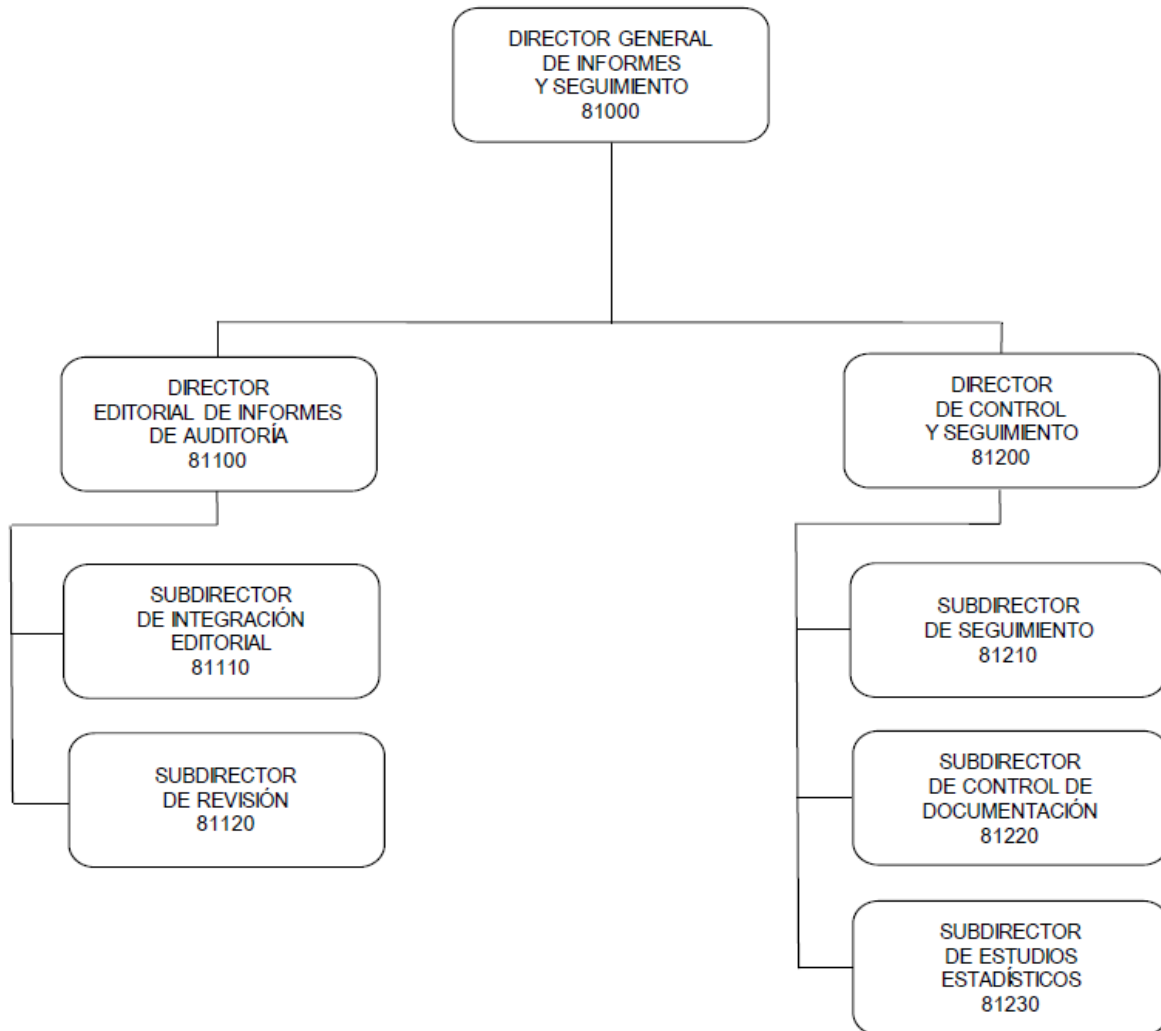 DIRECTOR GENERAL
DE INFORMES
Y SEGUIMIENTO
81000
DIRECTOR
EDITORIAL DE INFORMES
DE AUDITORÍA
81100
SUBDIRECTOR
DE INTEGRACIÓN
EDITORIAL
81110
SUBDIRECTOR
DE REVISIÓN
81120
DIRECTOR
DE CONTROL
Y SEGUIMIENTO
81200
SUBDIRECTOR
DE SEGUIMIENTO
81210
SUBDIRECTOR
DE CONTROL DE
DOCUMENTACIÓN
81220
SUBDIRECTOR
DE ESTUDIOS
ESTADÍSTICOS
81230